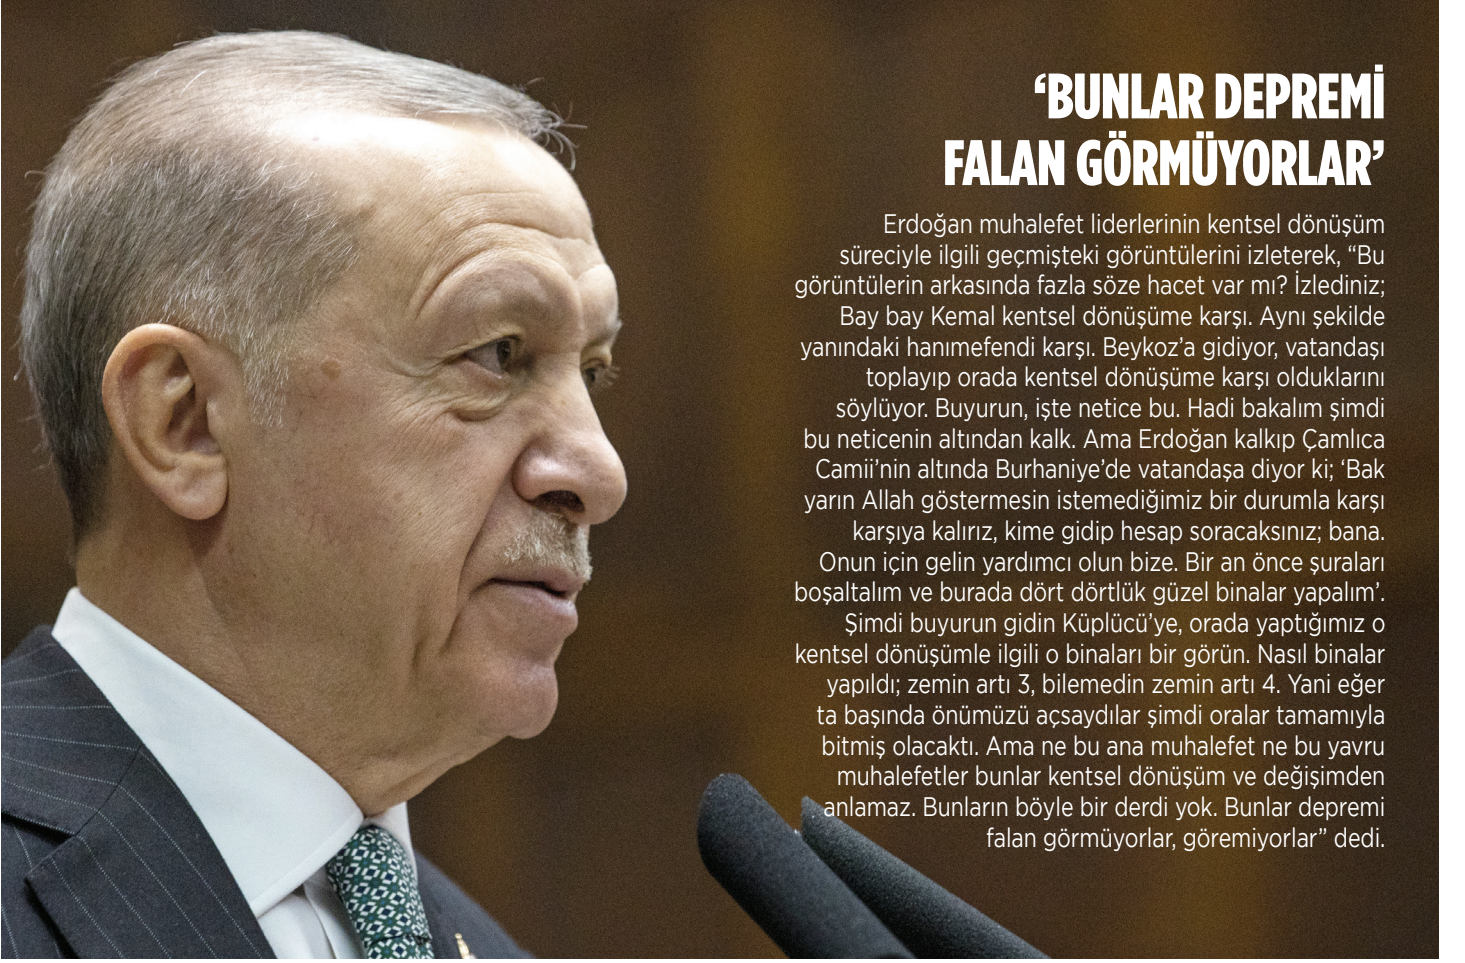 ‘BUNLAR DEPREMİ
FALAN GÖRMÜYORLAR’
Erdoğan muhalefet liderlerinin kentsel dönüşüm
süreciyle ilgili geçmişteki görüntülerini izleterek, “Bu
görüntülerin arkasında fazla söze hacet var mı? İzlediniz;
Bay bay Kemal kentsel dönüşüme karşı. Aynı şekilde
yanındaki hanımefendi karşı. Beykoz’a gidiyor, vatandaşı
toplayıp orada kentsel dönüşüme karşı olduklarını
söylüyor. Buyurun, işte netice bu. Hadi bakalım şimdi
bu neticenin altından kalk. Ama Erdoğan kalkıp Çamlıca
Camii’nin altında Burhaniye’de vatandaşa diyor ki; ‘Bak
yarın Allah göstermesin istemediğimiz bir durumla karşı
karşıya kalırız, kime gidip hesap soracaksınız; bana.
Onun için gelin yardımcı olun bize. Bir an önce şuraları
boşaltalım ve burada dört dörtlük güzel binalar yapalım’.
Şimdi buyurun gidin Küplücü’ye, orada yaptığımız o
kentsel dönüşümle ilgili o binaları bir görün. Nasıl binalar
yapıldı; zemin artı 3, bilemedin zemin artı 4. Yani eğer
ta başında önümüzü açsaydılar şimdi oralar tamamıyla
bitmiş olacaktı. Ama ne bu ana muhalefet ne bu yavru
muhalefetler bunlar kentsel dönüşüm ve değişimden
anlamaz. Bunların böyle bir derdi yok. Bunlar depremi
falan görmüyorlar, göremiyorlar” dedi.